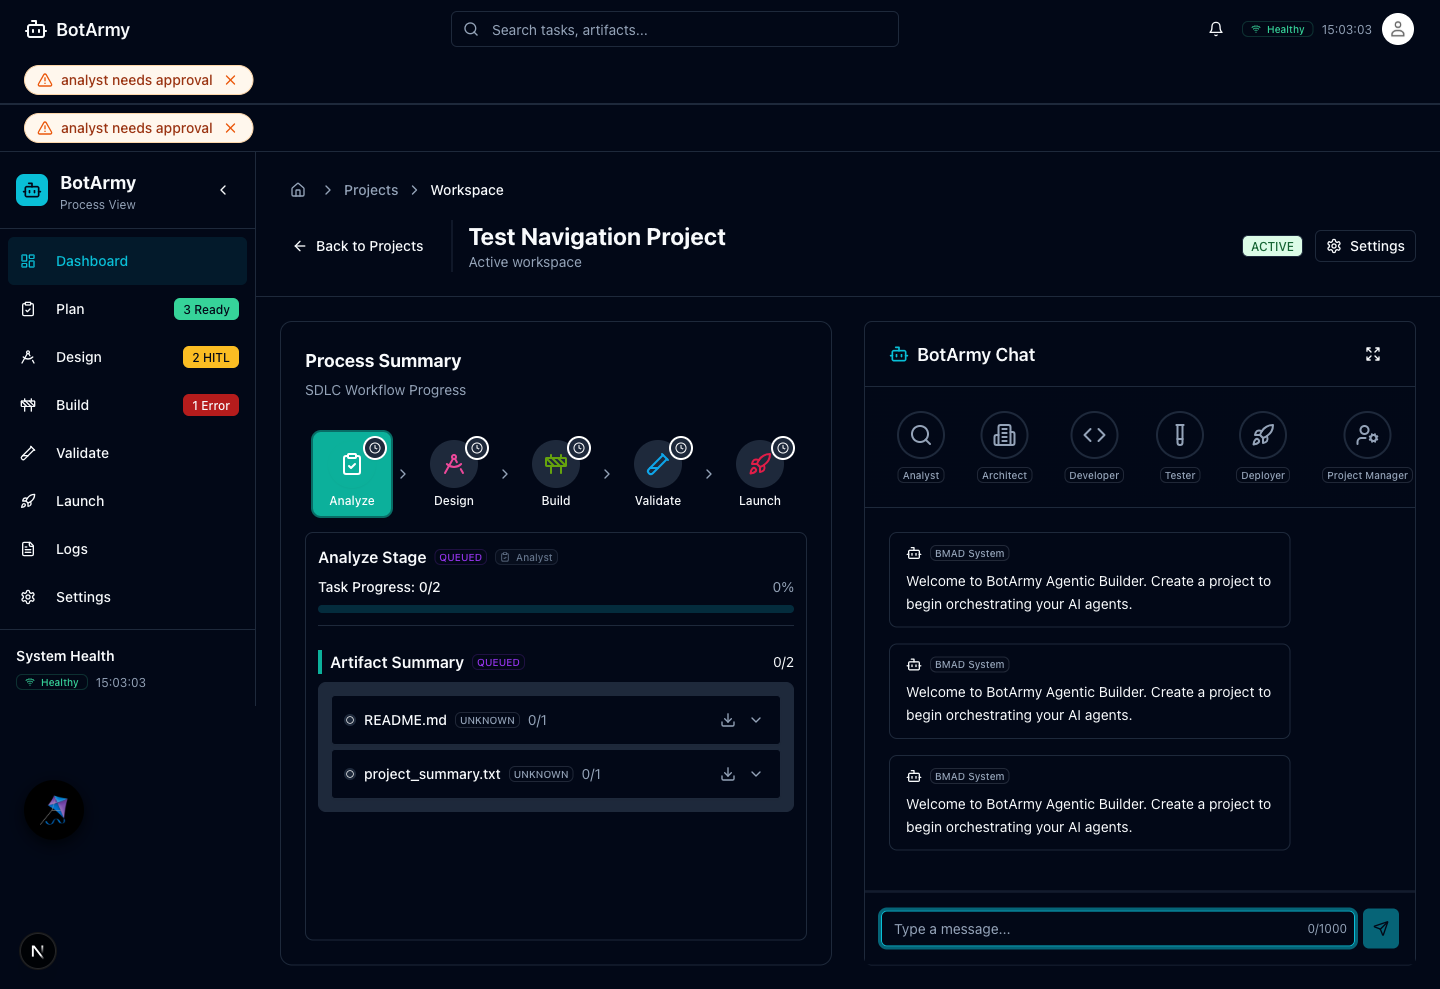 BotArmy
Search tasks, artifacts...
Healthy
15:03:03
analyst needs approval
analyst needs approval
BotArmy
Process View
Dashboard
Plan
3 Ready
Design
2 HITL
Build
1 Error
Validate
Launch
Logs
Settings
System Health
Healthy
15:03:03
N
Projects
Workspace
Back to Projects
Test Navigation Project
Active workspace
ACTIVE
Settings
Process Summary
SDLC Workflow Progress
Analyze
Design
Build
Validate
Launch
Analyze Stage
QUEUED
Analyst
Task Progress: 0/2
0%
Artifact Summary
QUEUED
0/2
README.md
UNKNOWN
0/1
project_summary.txt
UNKNOWN
0/1
BotArmy Chat
Analyst
Architect
Developer
Tester
Deployer
Project Manager
BMAD System
Welcome to BotArmy Agentic Builder. Create a project to
begin orchestrating your AI agents.
BMAD System
Welcome to BotArmy Agentic Builder. Create a project to
begin orchestrating your AI agents.
BMAD System
Welcome to BotArmy Agentic Builder. Create a project to
begin orchestrating your AI agents.
Type a message...
0/1000